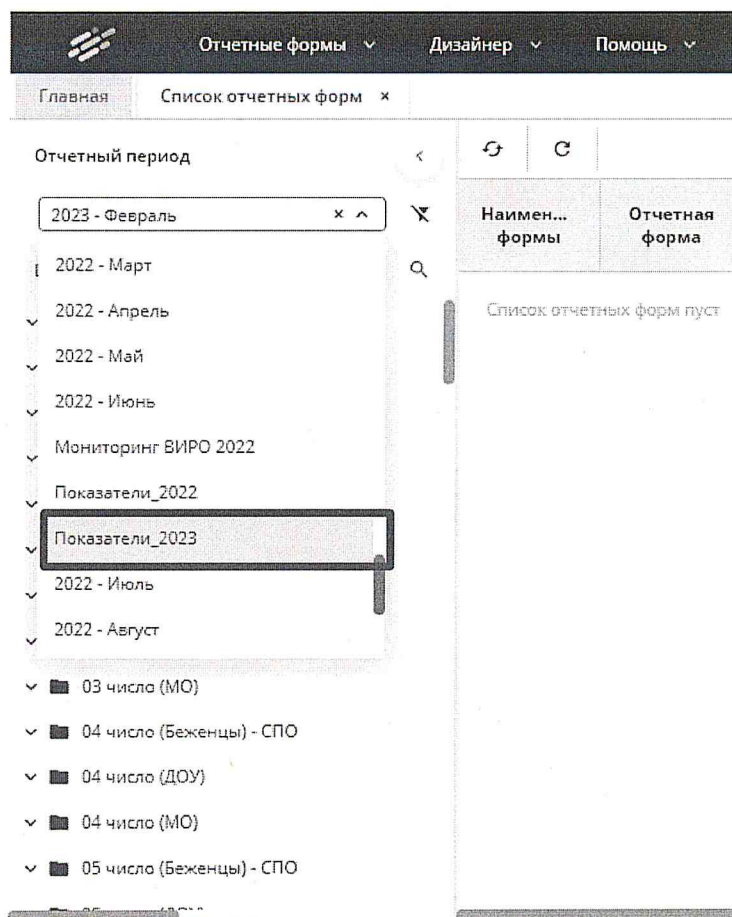 Отчетные формы
Дизайнер
Помощь
Главная
Список отчетных форм ×
Отчетный период
2023 - Февраль
Наимен... формы
Отчетная форма
2022 - Март
2022 - Апрель
2022 - Май
2022 - Июнь
Мониторинг ВИРО 2022
Показатели_2022
Показатели_2023
2022 - Июль
2022 - Август
Список отчетных форм пуст
03 число (МО)
04 число (Беженцы) - СПО
04 число (ДОУ)
04 число (МО)
05 число (Беженцы) - СПО